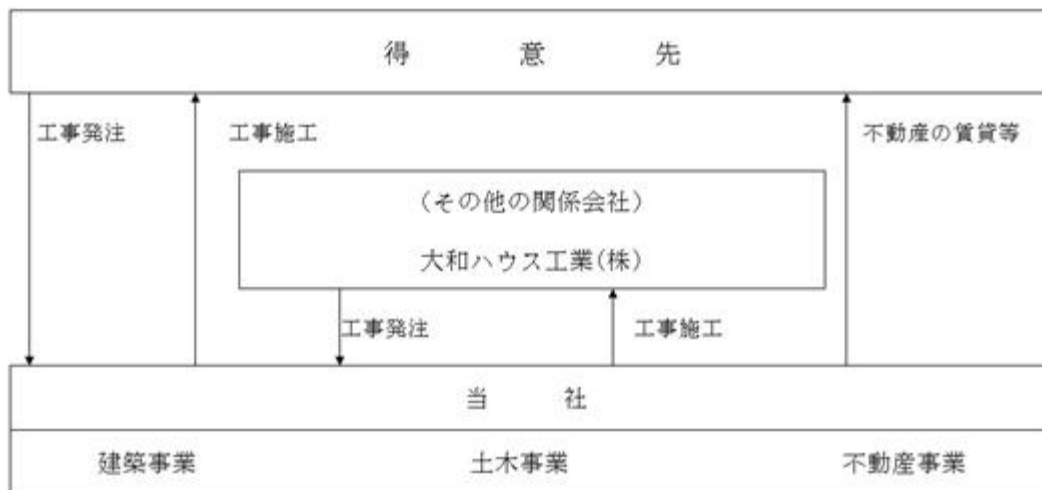 得意先
工事発注 工事施工 不動産の賃貸等
(その他の関係会社)
大和ハウス工業(株)
工事発注 工事施工
当社
建築事業 土木事業 不動産事業